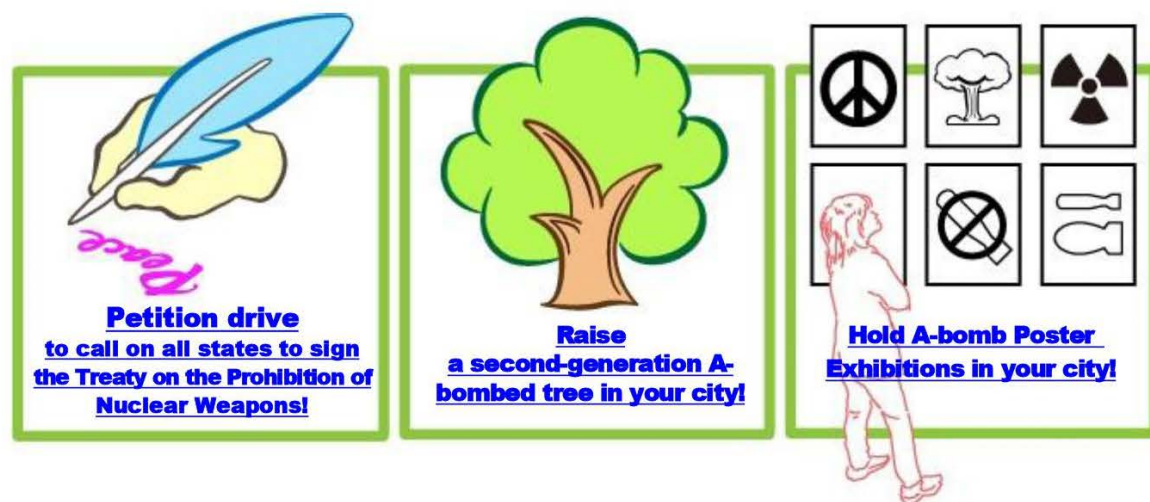 Peace
Petition drive
to call on all states to sign
the Treaty on the Prohibition of
Nuclear Weapons!
Raise
a second-generation A-
bombed tree in your city!
Hold A-bomb Poster
Exhibitions in your city!